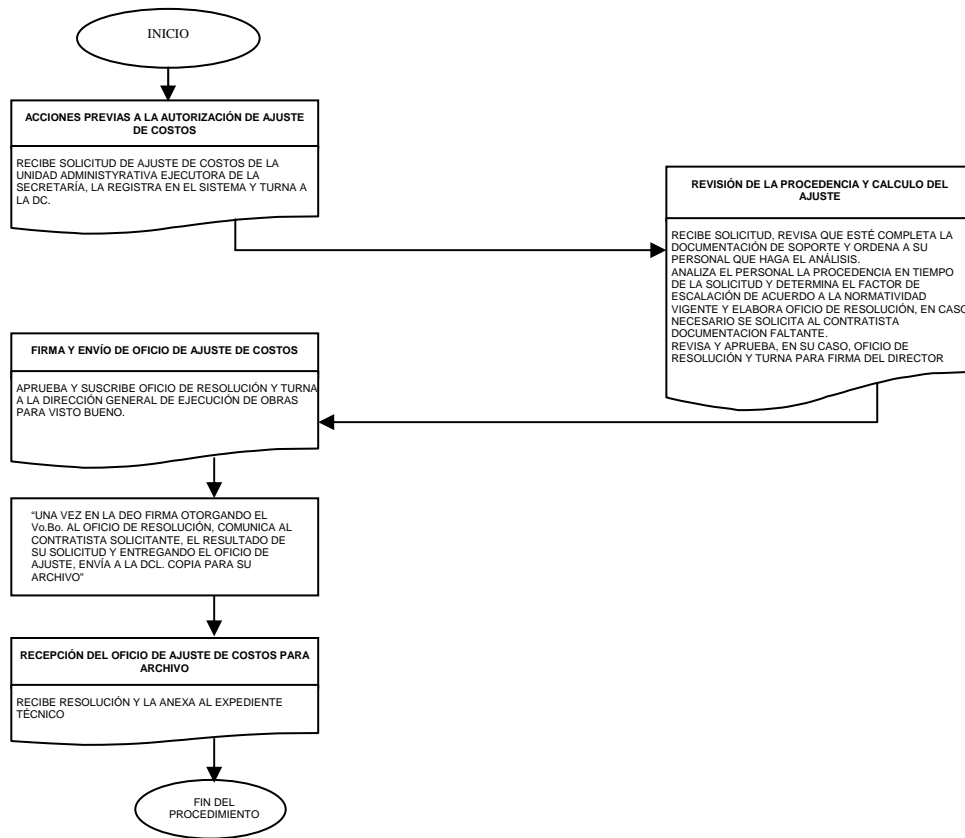 INICIO
ACCIONES PREVIAS A LA AUTORIZACIÓN DE AJUSTE
DE COSTOS
RECIBE SOLICITUD DE AJUSTE DE COSTOS DE LA
UNIDAD ADMINISTYRATIVA EJECUTORA DE LA
SECRETARÍA, LA REGISTRA EN EL SISTEMA Y TURNA A
LA DC.
REVISIÓN DE LA PROCEDENCIA Y CALCULO DEL
AJUSTE
RECIBE SOLICITUD, REVISA QUE ESTÉ COMPLETA LA
DOCUMENTACIÓN DE SOPORTE Y ORDENA A SU
PERSONAL QUE HAGA EL ANÁLISIS.
ANALIZA EL PERSONAL LA PROCEDENCIA EN TIEMPO
DE LA SOLICITUD Y DETERMINA EL FACTOR DE
ESCALACIÓN DE ACUERDO A LA NORMATIVIDAD
VIGENTE Y ELABORA OFICIO DE RESOLUCIÓN, EN CASO
NECESARIO SE SOLICITA AL CONTRATISTA
DOCUMENTACION FALTANTE.
REVISA Y APRUEBA, EN SU CASO, OFICIO DE
RESOLUCIÓN Y TURNA PARA FIRMA DEL DIRECTOR
FIRMA Y ENVÍO DE OFICIO DE AJUSTE DE COSTOS
APRUEBA Y SUSCRIBE OFICIO DE RESOLUCIÓN Y TURNA
A LA DIRECCIÓN GENERAL DE EJECUCIÓN DE OBRAS
PARA VISTO BUENO.
“UNA VEZ EN LA DEO FIRMA OTORGANDO EL
Vo.Bo. AL OFICIO DE RESOLUCIÓN, COMUNICA AL
CONTRATISTA SOLICITANTE, EL RESULTADO DE
SU SOLICITUD Y ENTREGANDO EL OFICIO DE
AJUSTE, ENVÍA A LA DCL. COPIA PARA SU
ARCHIVO”
RECEPCIÓN DEL OFICIO DE AJUSTE DE COSTOS PARA
ARCHIVO
RECIBE RESOLUCIÓN Y LA ANEXA AL EXPEDIENTE
TÉCNICO
FIN DEL
PROCEDIMIENTO